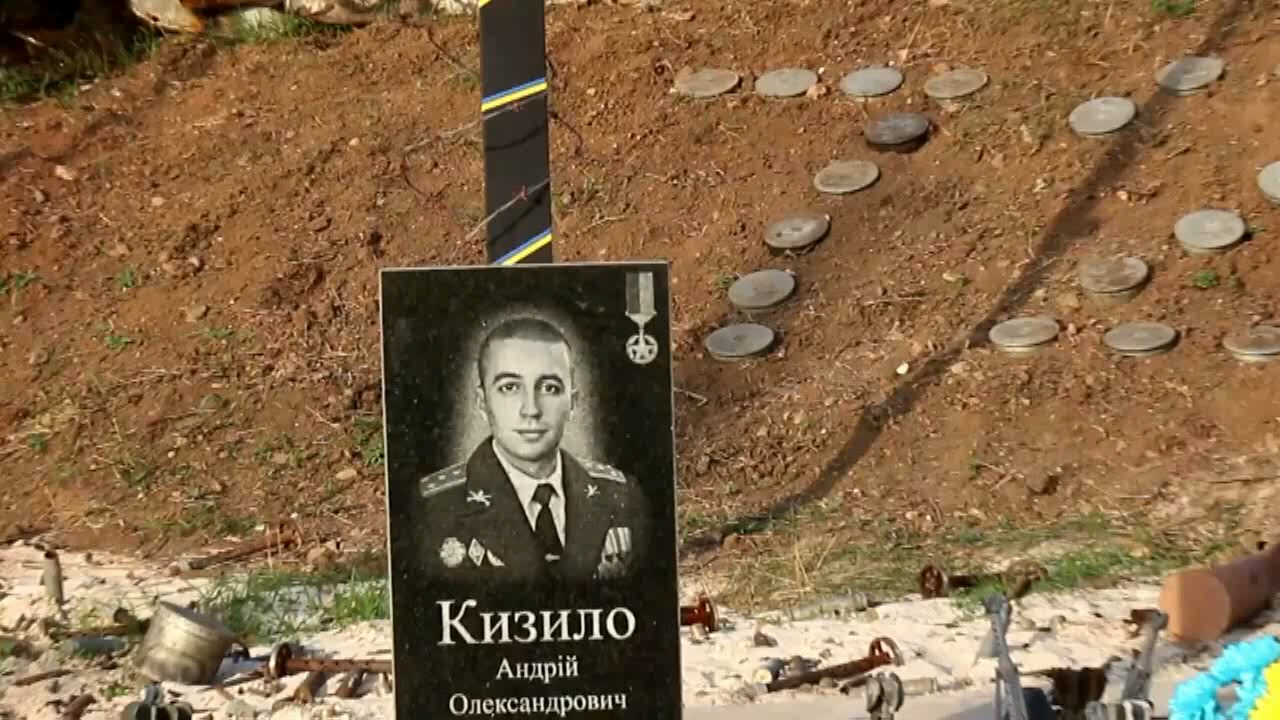 Кизило
Андрій
Олександрович